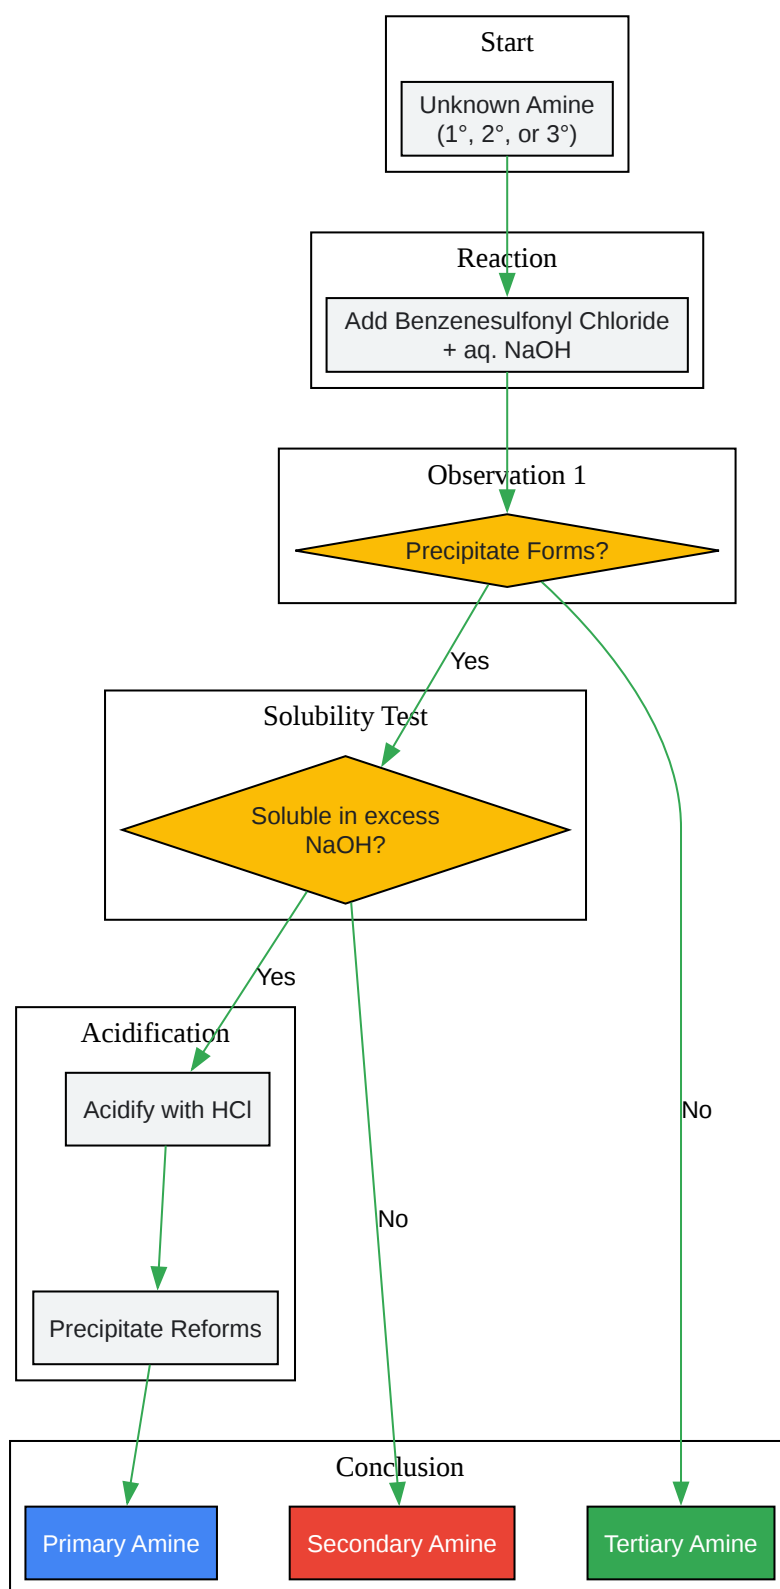 Start
Unknown Amine
(1°, 2°, or 3°)
Reaction
Add Benzenesulfonyl Chloride
+ aq. NaOH
Observation 1
Precipitate Forms?
Yes
Solubility Test
Soluble in excess
NaOH?
Yes
Acidification
Acidify with HCl
No
No
Precipitate Reforms
Conclusion
Primary Amine
Secondary Amine
Tertiary Amine